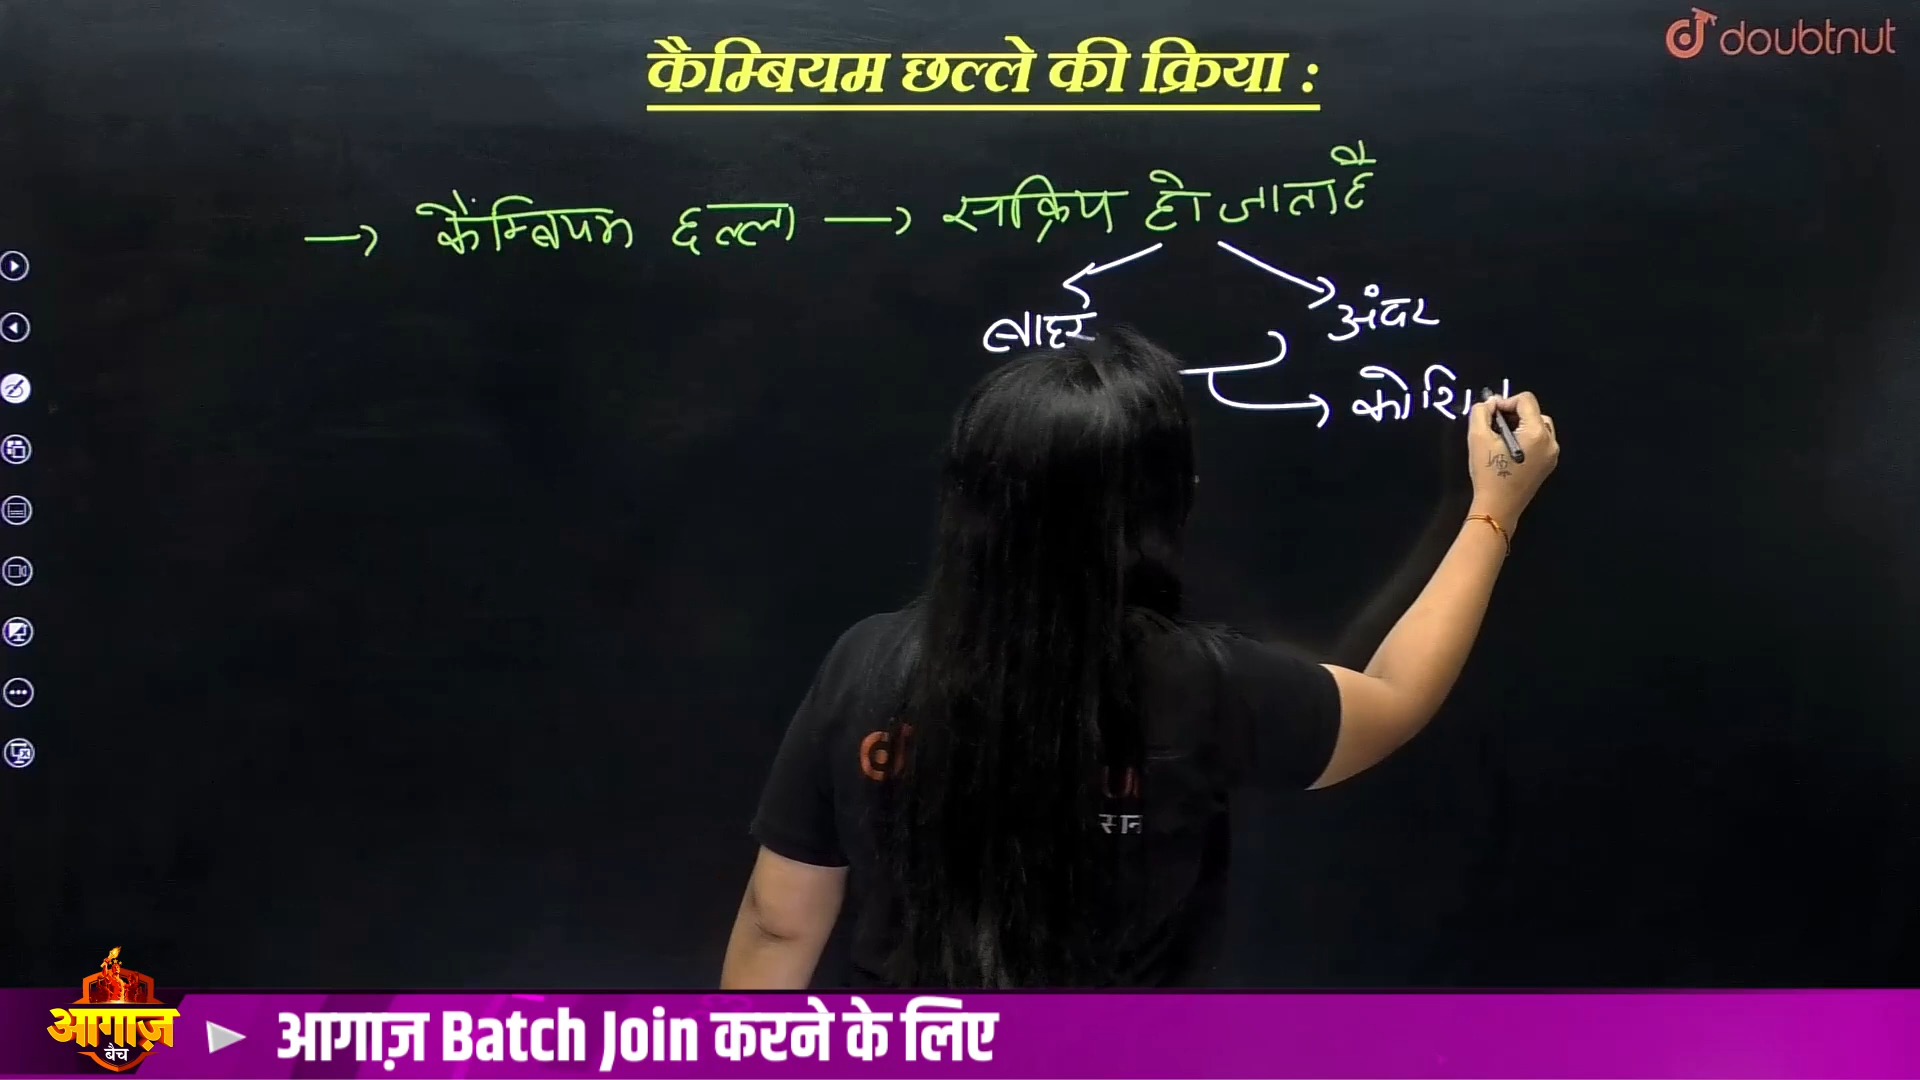 doubtnut
कैम्बियम छल्ले की क्रिया :
→ कैम्बियम छल्ला → सक्रिय हो जाता है
बाहर अंदर
कोशि
सान
आगाज़ बैच
आगाज़ Batch Join करने के लिए